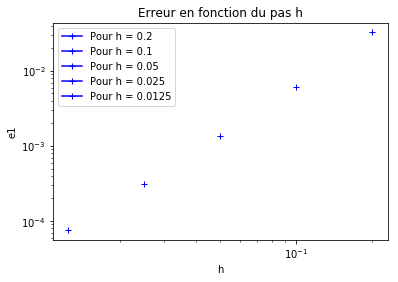 Erreur en fonction du pas h
Pour h = 0.2
Pour h = 0.1
Pour h = 0.05
Pour h = 0.025
Pour h = 0.0125
10⁻²
10⁻³
10⁻⁴
e1
10⁻¹
h